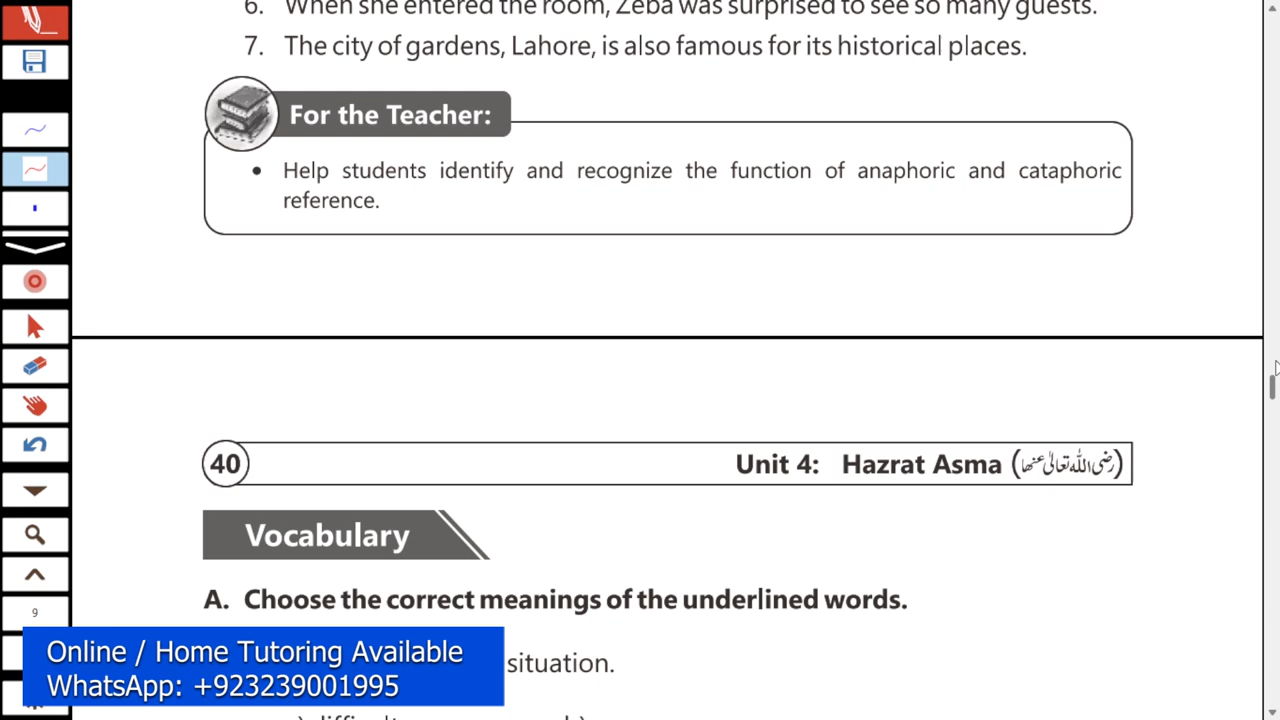 6. When she entered the room, Zeba was surprised to see so many guests.
7. The city of gardens, Lahore, is also famous for its historical places.
For the Teacher:
• Help students identify and recognize the function of anaphoric and cataphoric
reference.
40
Unit 4: Hazrat Asma (رضی اللہ تعالیٰ عنھا)
Vocabulary
A. Choose the correct meanings of the underlined words.
situation.
9
Online / Home Tutoring Available
WhatsApp: +923239001995